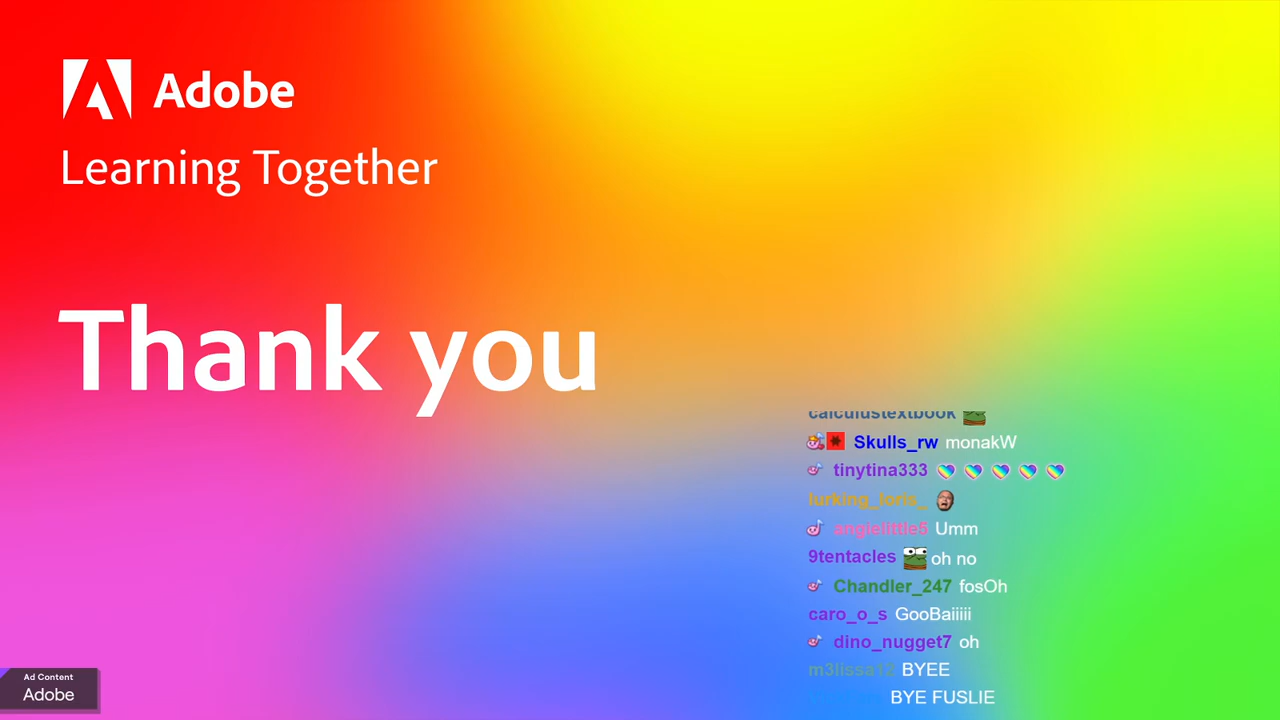 Adobe
Learning Together
Thank you
calculustextbook
Skulls_rw monakW
tinytina333
lurking_loris_
angielittle5 Umm
9tentacles oh no
Chandler_247 fosOh
caro_o_s GooBaiiiii
dino_nugget7 oh
m3lissa12 BYEE
BYE FUSLIE
Ad Content
Adobe